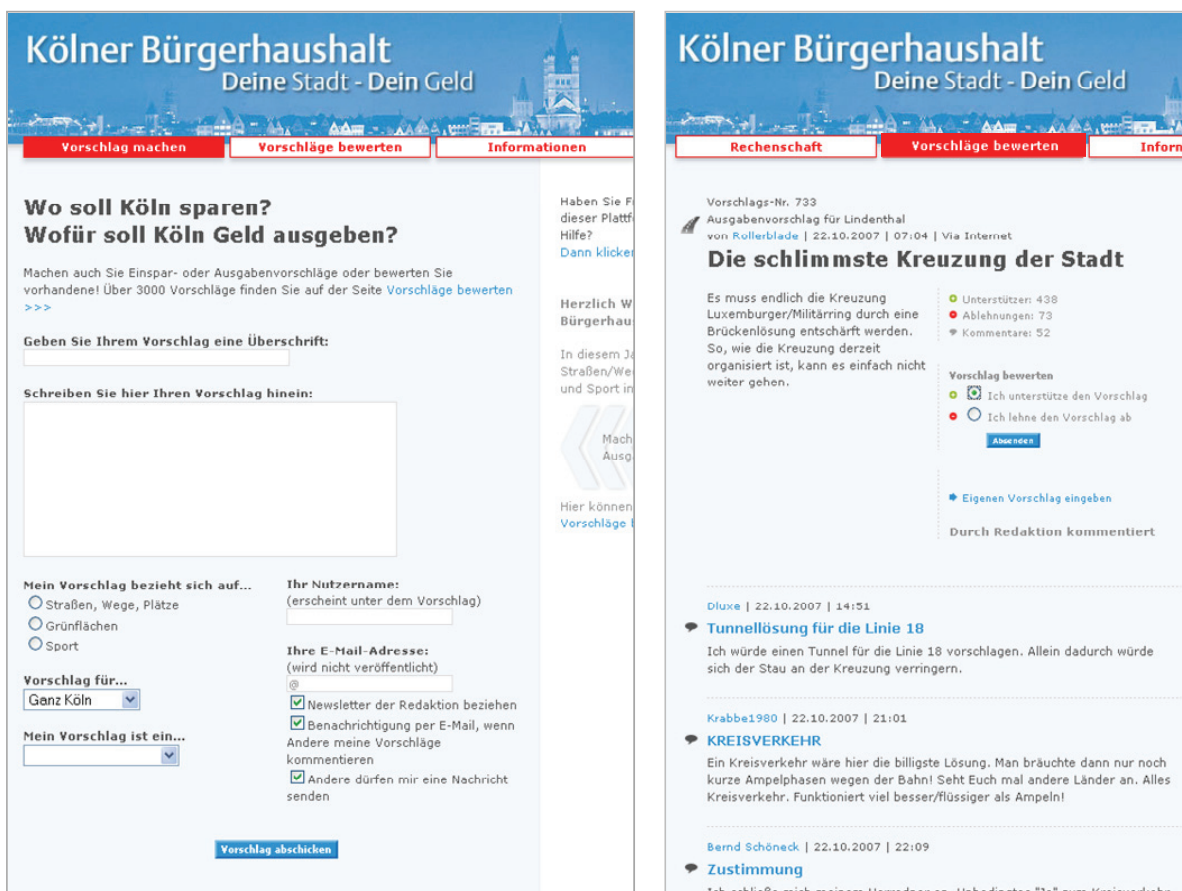 Kölner Bürgerhaushalt
Deine Stadt - Dein Geld
Vorschlag machen
Vorschläge bewerten
Informationen
Wo soll Köln sparen?
Wofür soll Köln Geld ausgeben?
Machen auch Sie Einspar- oder Ausgabenvorschläge oder bewerten Sie
vorhandene! Über 3000 Vorschläge finden Sie auf der Seite Vorschläge bewerten
>>>
Geben Sie Ihrem Vorschlag eine Überschrift:
Schreiben Sie hier Ihren Vorschlag hinein:
Mein Vorschlag bezieht sich auf...
Straßen, Wege, Plätze
Grünflächen
Sport
Vorschlag für...
Ganz Köln
Mein Vorschlag ist ein...
Ihr Nutzername:
(erscheint unter dem Vorschlag)
Ihre E-Mail-Adresse:
(wird nicht veröffentlicht)
@
Newsletter der Redaktion beziehen
Benachrichtigung per E-Mail, wenn
Andere meine Vorschläge
kommentieren
Andere dürfen mir eine Nachricht
senden
Vorschlag abschicken
Haben Sie F
dieser Plattf
Hilfe?
Dann klicke
Herzlich W
Bürgerhau
In diesem J
Straßen/We
und Sport in
Mach
Ausg
Hier können
Vorschläge
Kölner Bürgerhaushalt
Deine Stadt - Dein Geld
Rechenschaft
Vorschläge bewerten
Inform
Vorschlags-Nr. 733
Ausgabenvorschlag für Lindenthal
von Rollerblade | 22.10.2007 | 07:04 | Via Internet
Die schlimmste Kreuzung der Stadt
Es muss endlich die Kreuzung
Luxemburger/Militärring durch eine
Brückenlösung entschärft werden.
So, wie die Kreuzung derzeit
organisiert ist, kann es einfach nicht
weiter gehen.
Unterstützer: 438
Ablehnungen: 73
Kommentare: 52
Vorschlag bewerten
Ich unterstütze den Vorschlag
Ich lehne den Vorschlag ab
Absenden
Eigenen Vorschlag eingeben
Durch Redaktion kommentiert
Dluxe | 22.10.2007 | 14:51
Tunnellösung für die Linie 18
Ich würde einen Tunnel für die Linie 18 vorschlagen. Allein dadurch würde
sich der Stau an der Kreuzung verringern.
Krabbe1980 | 22.10.2007 | 21:01
KREISVERKEHR
Ein Kreisverkehr wäre hier die billigste Lösung. Man bräuchte dann nur noch
kurze Ampelphasen wegen der Bahn! Seht Euch mal andere Länder an. Alles
Kreisverkehr. Funktioniert viel besser/flüssiger als Ampeln!
Bernd Schöneck | 22.10.2007 | 22:09
Zustimmung